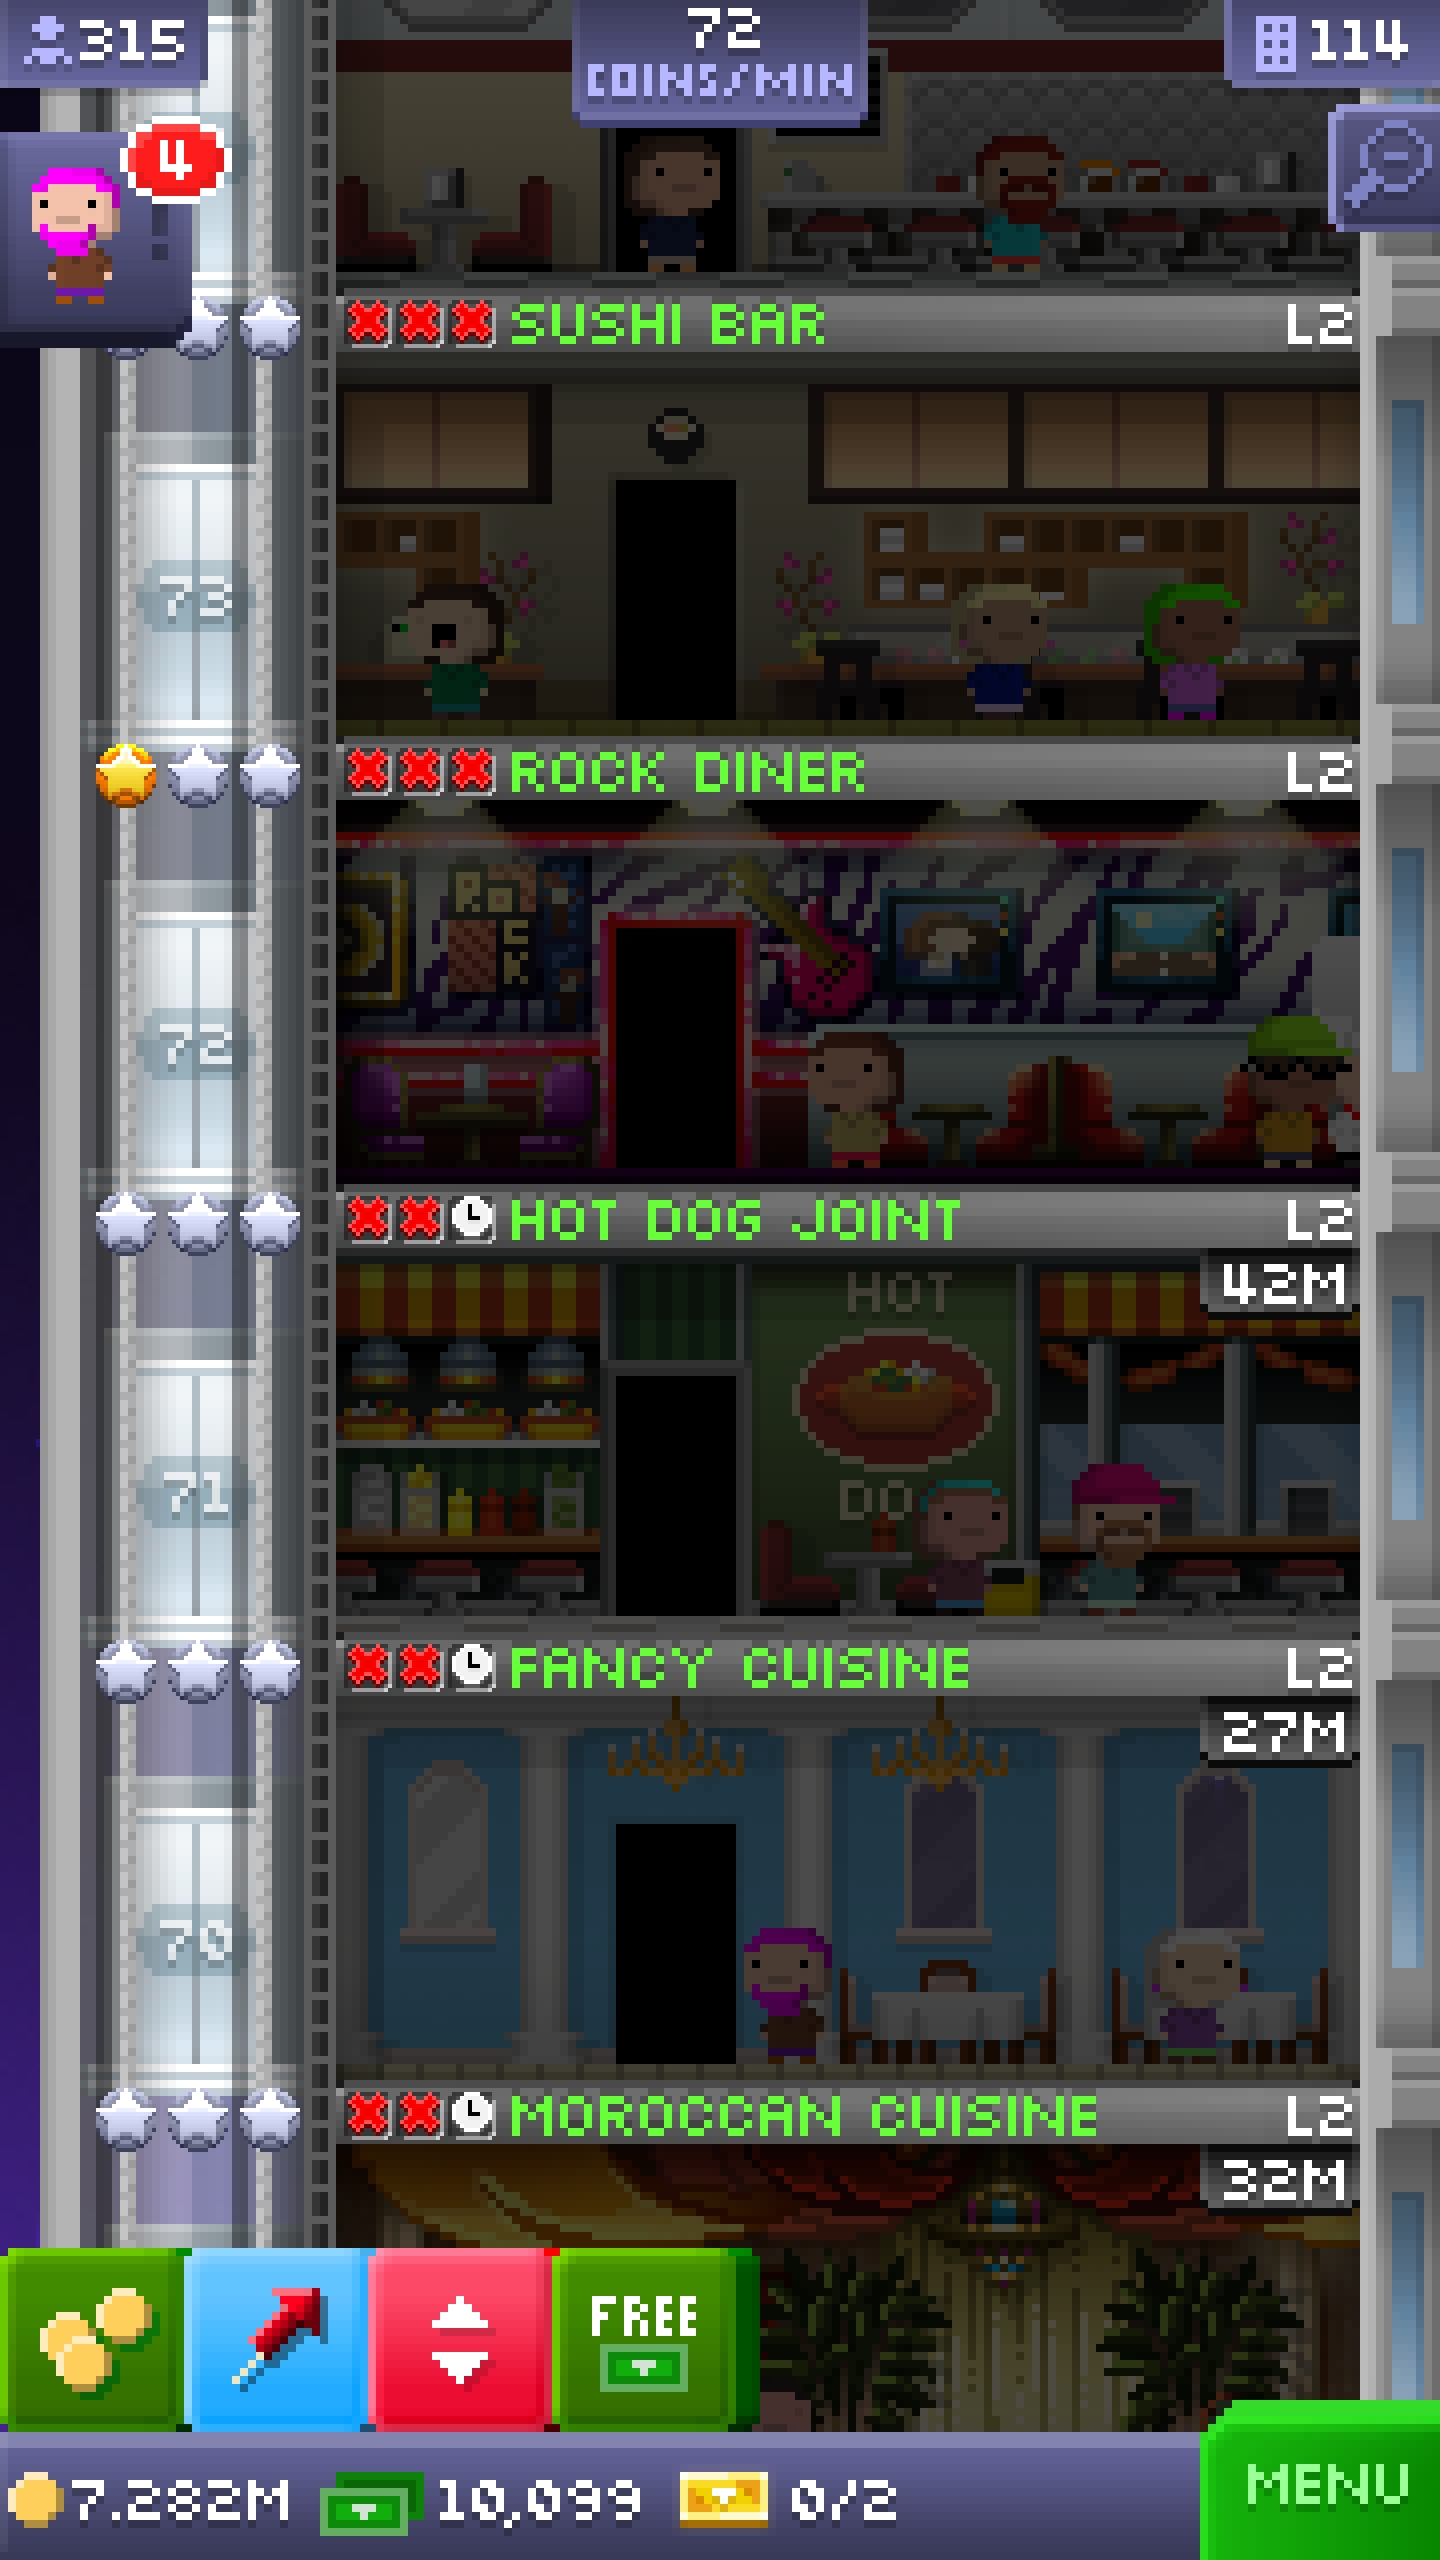 315
72
COINS/MIN
114
4
SUSHI BAR L2
73
ROCK DINER L2
ROCK
72
HOT DOG JOINT L2
42M
HOT
71
DO
FANCY CUISINE L2
27M
70
MOROCCAN CUISINE L2
32M
FREE
7.282M 10,099 0/2
MENU